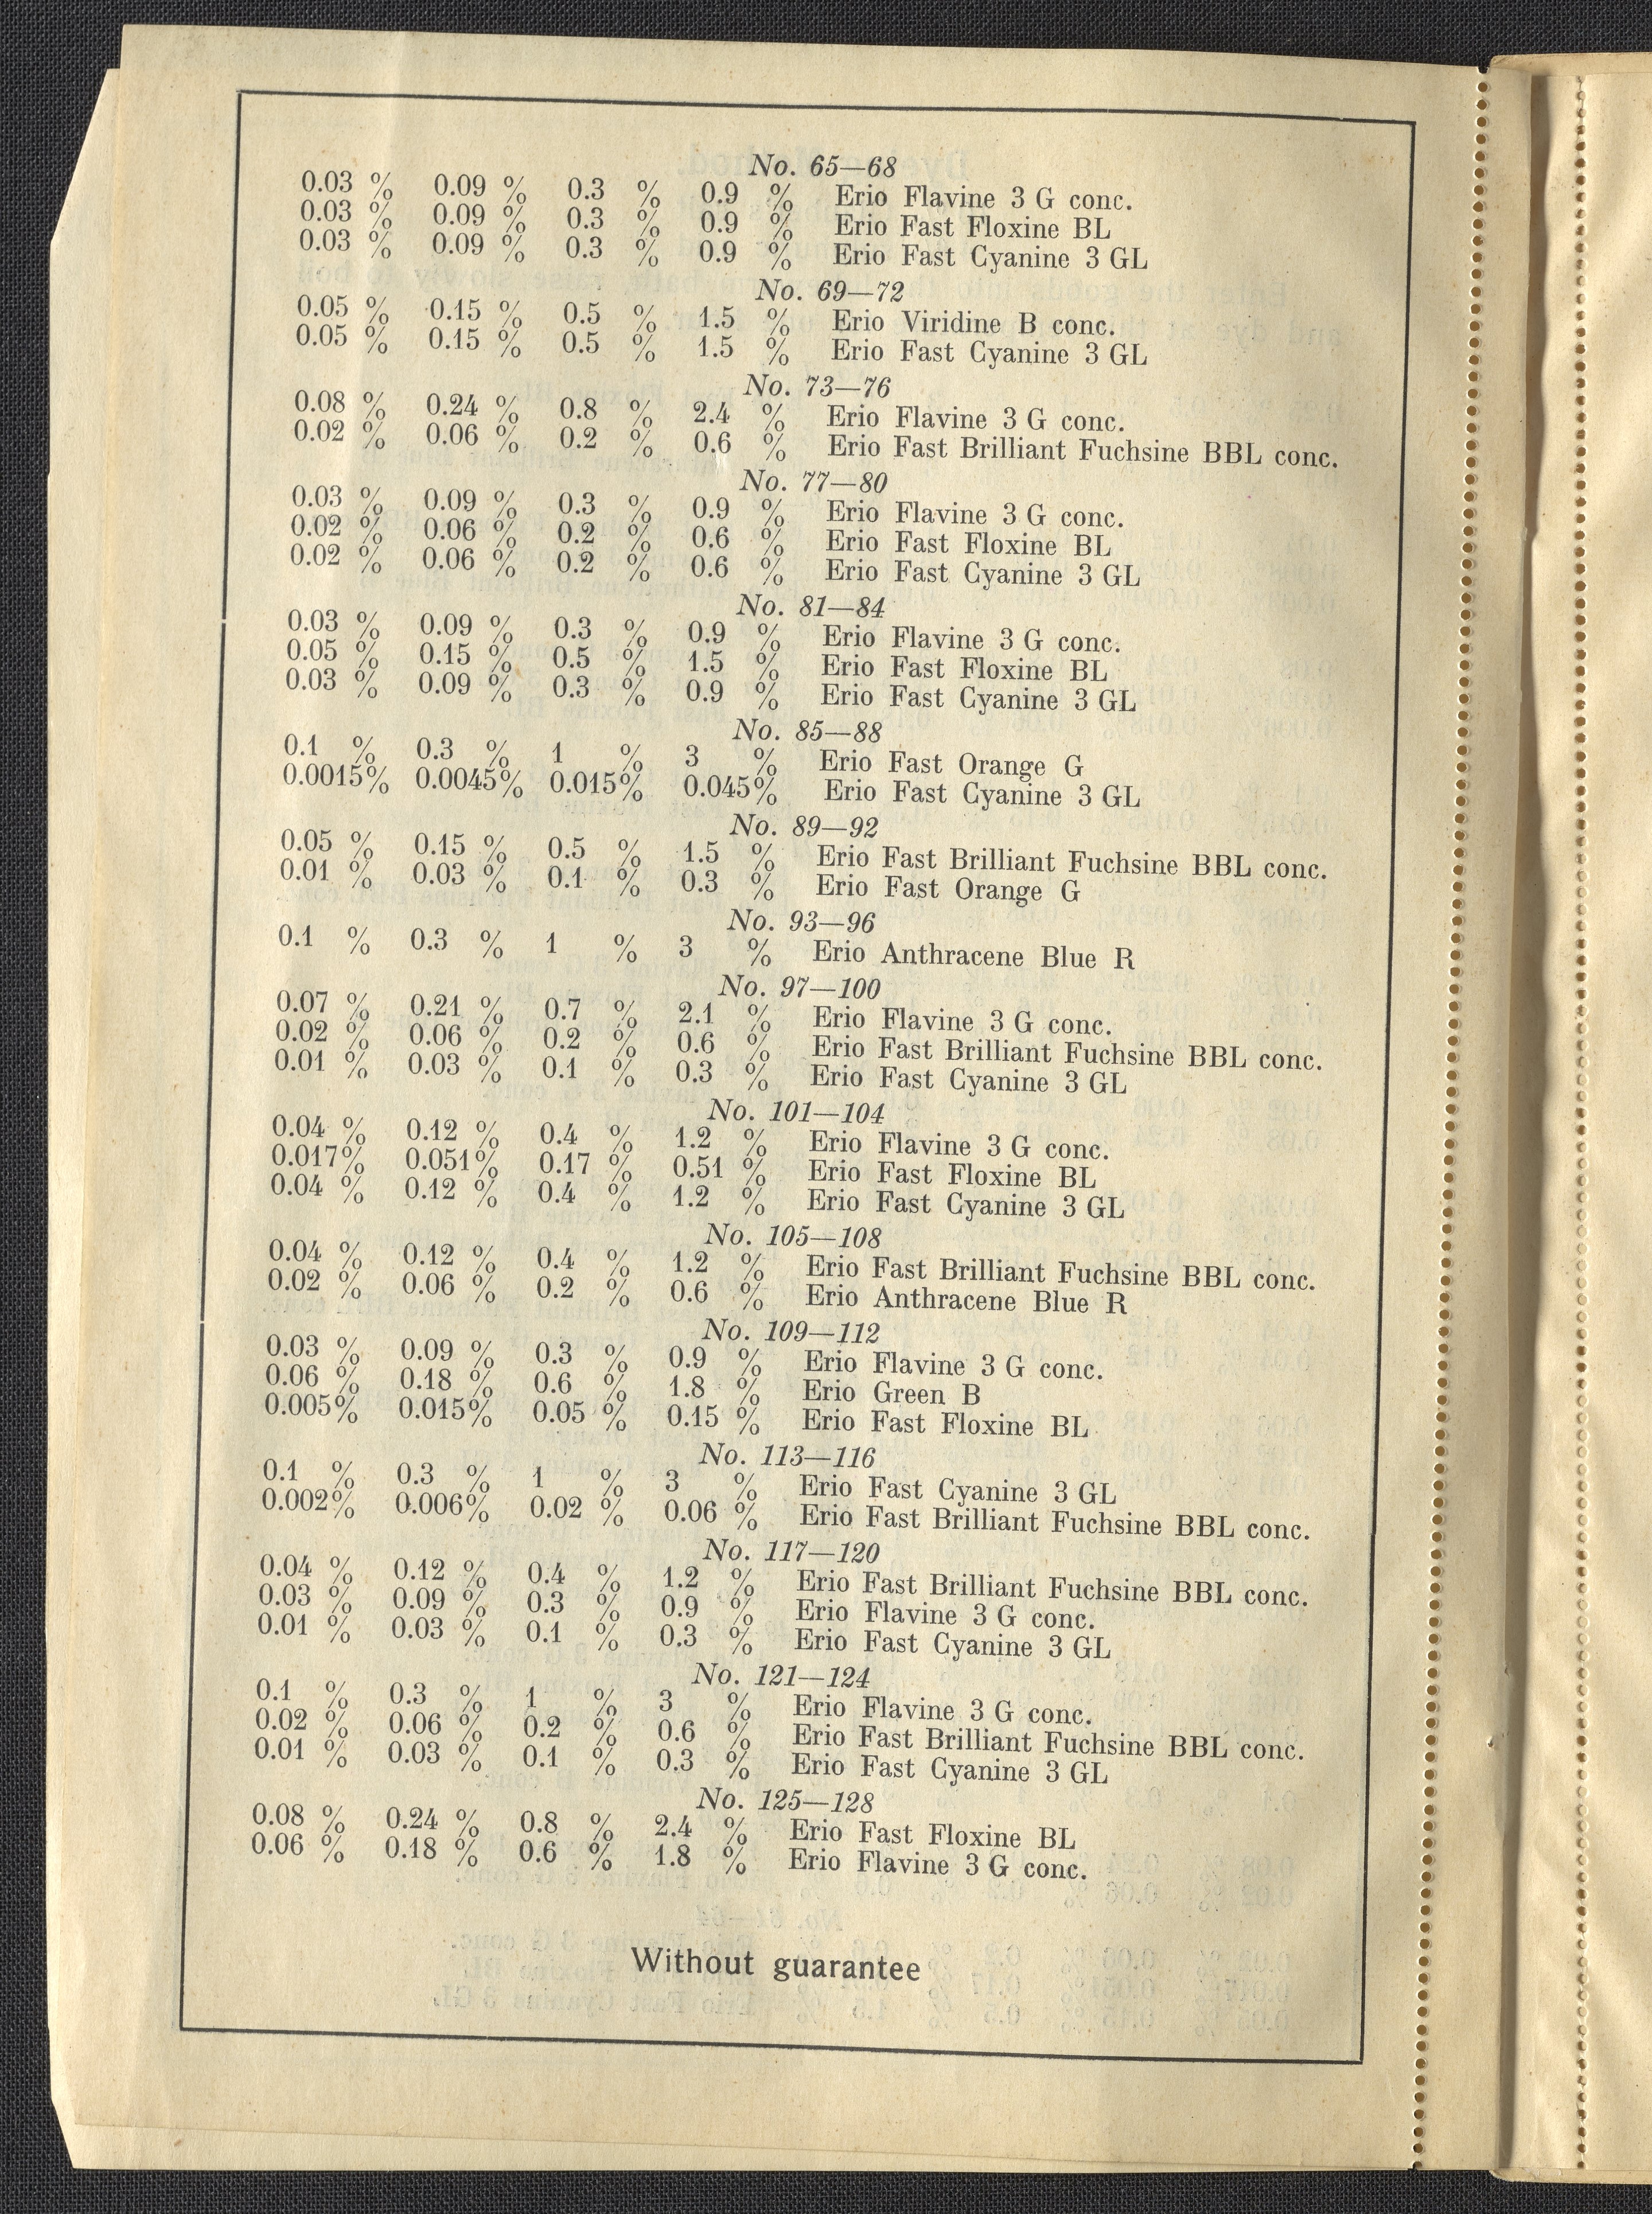 No. 65—68
0.03 % 0.09 % 0.3 % 0.9 % Erio Flavine 3 G conc.
0.03 % 0.09 % 0.3 % 0.9 % Erio Fast Floxine BL
0.03 % 0.09 % 0.3 % 0.9 % Erio Fast Cyanine 3 GL
No. 69—72
0.05 % 0.15 % 0.5 % 1.5 % Erio Viridine B conc.
0.05 % 0.15 % 0.5 % 1.5 % Erio Fast Cyanine 3 GL
No. 73—76
0.08 % 0.24 % 0.8 % 2.4 % Erio Flavine 3 G conc.
0.02 % 0.06 % 0.2 % 0.6 % Erio Fast Brilliant Fuchsine BBL conc.
No. 77—80
0.03 % 0.09 % 0.3 % 0.9 % Erio Flavine 3 G conc.
0.02 % 0.06 % 0.2 % 0.6 % Erio Fast Floxine BL
0.02 % 0.06 % 0.2 % 0.6 % Erio Fast Cyanine 3 GL
No. 81—84
0.03 % 0.09 % 0.3 % 0.9 % Erio Flavine 3 G conc.
0.05 % 0.15 % 0.5 % 1.5 % Erio Fast Floxine BL
0.03 % 0.09 % 0.3 % 0.9 % Erio Fast Cyanine 3 GL
No. 85—88
0.1 % 0.3 % 1 % 3 % Erio Fast Orange G
0.0015% 0.0045% 0.015% 0.045% Erio Fast Cyanine 3 GL
No. 89—92
0.05 % 0.15 % 0.5 % 1.5 % Erio Fast Brilliant Fuchsine BBL conc.
0.01 % 0.03 % 0.1 % 0.3 % Erio Fast Orange G
No. 93—96
0.1 % 0.3 % 1 % 3 % Erio Anthracene Blue R
No. 97—100
0.07 % 0.21 % 0.7 % 2.1 % Erio Flavine 3 G conc.
0.02 % 0.06 % 0.2 % 0.6 % Erio Fast Brilliant Fuchsine BBL conc.
0.01 % 0.03 % 0.1 % 0.3 % Erio Fast Cyanine 3 GL
No. 101—104
0.04 % 0.12 % 0.4 % 1.2 % Erio Flavine 3 G conc.
0.017% 0.051% 0.17 % 0.51 % Erio Fast Floxine BL
0.04 % 0.12 % 0.4 % 1.2 % Erio Fast Cyanine 3 GL
No. 105—108
0.04 % 0.12 % 0.4 % 1.2 % Erio Fast Brilliant Fuchsine BBL conc.
0.02 % 0.06 % 0.2 % 0.6 % Erio Anthracene Blue R
No. 109—112
0.03 % 0.09 % 0.3 % 0.9 % Erio Flavine 3 G conc.
0.06 % 0.18 % 0.6 % 1.8 % Erio Green B
0.005% 0.015% 0.05 % 0.15 % Erio Fast Floxine BL
No. 113—116
0.1 % 0.3 % 1 % 3 % Erio Fast Cyanine 3 GL
0.002% 0.006% 0.02 % 0.06 % Erio Fast Brilliant Fuchsine BBL conc.
No. 117—120
0.04 % 0.12 % 0.4 % 1.2 % Erio Fast Brilliant Fuchsine BBL conc.
0.03 % 0.09 % 0.3 % 0.9 % Erio Flavine 3 G conc.
0.01 % 0.03 % 0.1 % 0.3 % Erio Fast Cyanine 3 GL
No. 121—124
0.1 % 0.3 % 1 % 3 % Erio Flavine 3 G conc.
0.02 % 0.06 % 0.2 % 0.6 % Erio Fast Brilliant Fuchsine BBL conc.
0.01 % 0.03 % 0.1 % 0.3 % Erio Fast Cyanine 3 GL
No. 125—128
0.08 % 0.24 % 0.8 % 2.4 % Erio Fast Floxine BL
0.06 % 0.18 % 0.6 % 1.8 % Erio Flavine 3 G conc.
Without guarantee